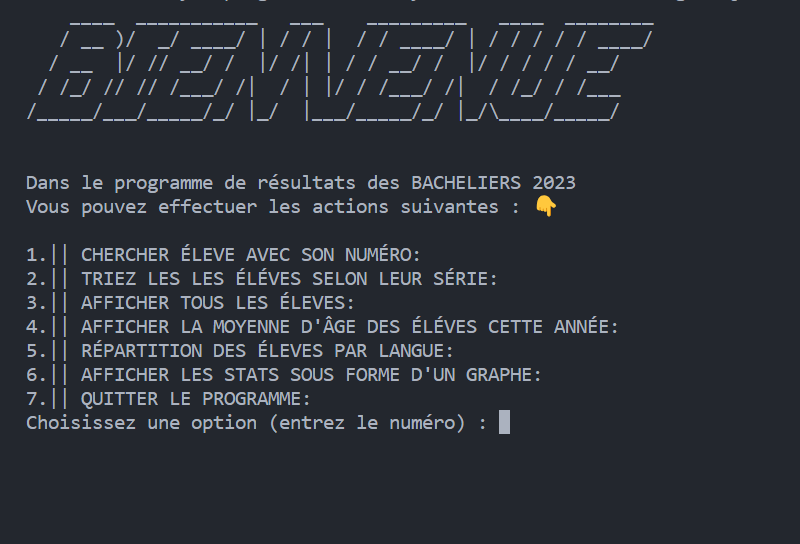 BIENVENUE
Dans le programme de résultats des BACHELIERS 2023
Vous pouvez effectuer les actions suivantes : 👇
1.|| CHERCHER ÉLEVE AVEC SON NUMÉRO:
2.|| TRIEZ LES LES ÉLÉVES SELON LEUR SÉRIE:
3.|| AFFICHER TOUS LES ÉLEVES:
4.|| AFFICHER LA MOYENNE D'ÂGE DES ÉLÉVES CETTE ANNÉE:
5.|| RÉPARTITION DES ÉLEVES PAR LANGUE:
6.|| AFFICHER LES STATS SOUS FORME D'UN GRAPHE:
7.|| QUITTER LE PROGRAMME:
Choisissez une option (entrez le numéro) :